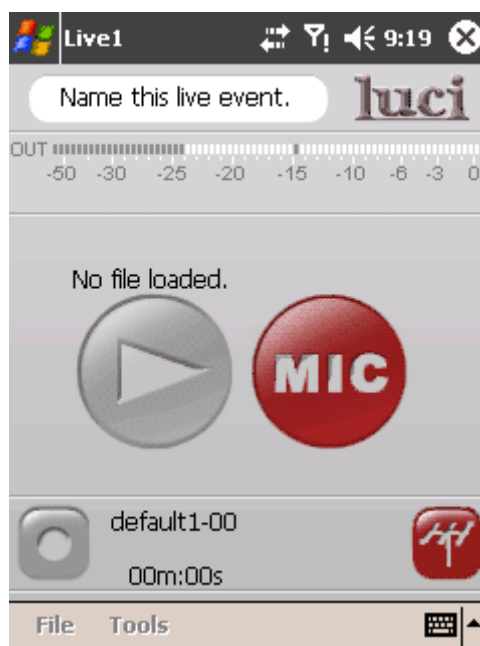 Live1 9:19
Name this live event. luci
OUT
-50 -30 -25 -20 -15 -10 -6 -3 0
No file loaded.
MIC
default1-00
00m:00s
File Tools